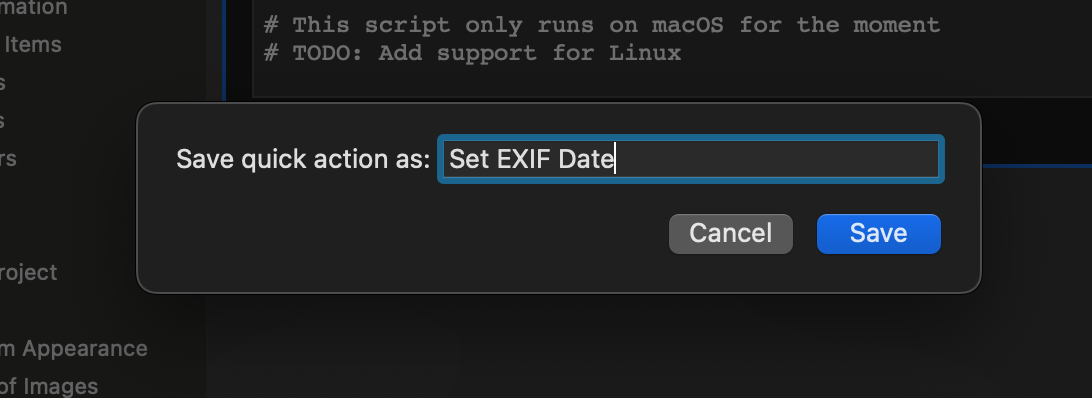 mation
Items
s
s
rs
roject
m Appearance
of Images
# This script only runs on macOS for the moment
# TODO: Add support for Linux
Save quick action as: Set EXIF Date
Cancel Save